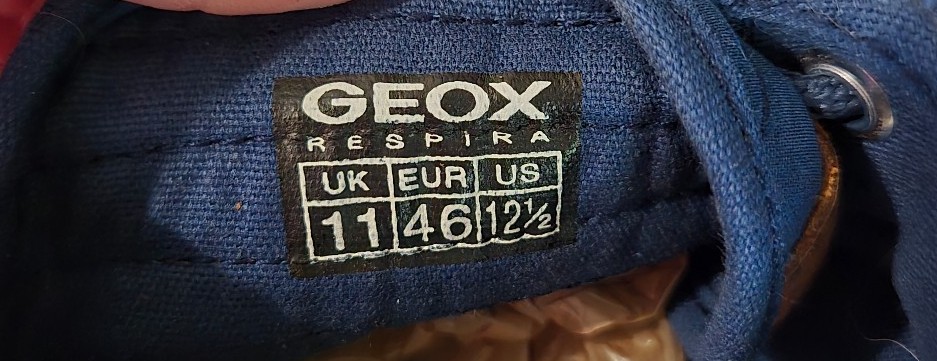 GEOX
RESPIRA
UK EUR US
11 46 12½